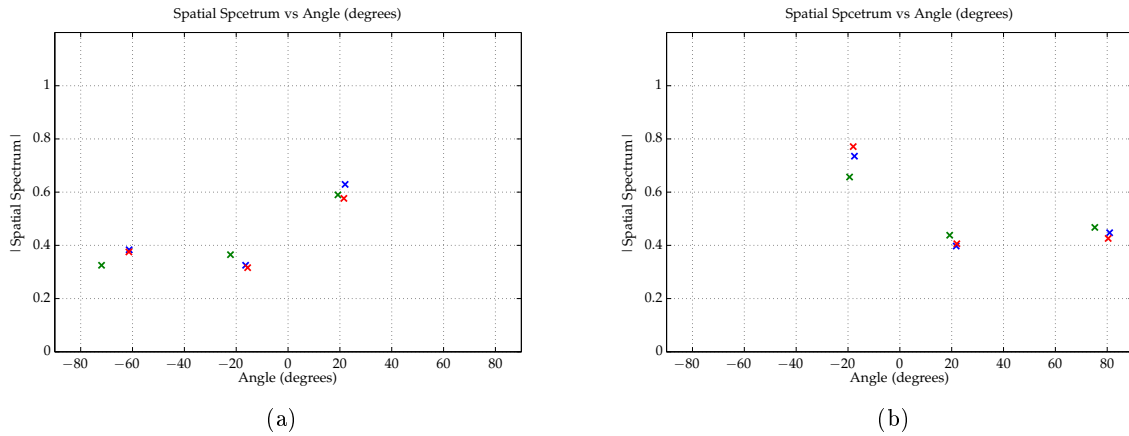 Spatial Spcetrum vs Angle (degrees)
1
0.8
0.6
0.4
0.2
0
|Spatial Spectrum|
−80 −60 −40 −20 0 20 40 60 80
Angle (degrees)
(a)
Spatial Spcetrum vs Angle (degrees)
1
0.8
0.6
0.4
0.2
0
|Spatial Spectrum|
−80 −60 −40 −20 0 20 40 60 80
Angle (degrees)
(b)